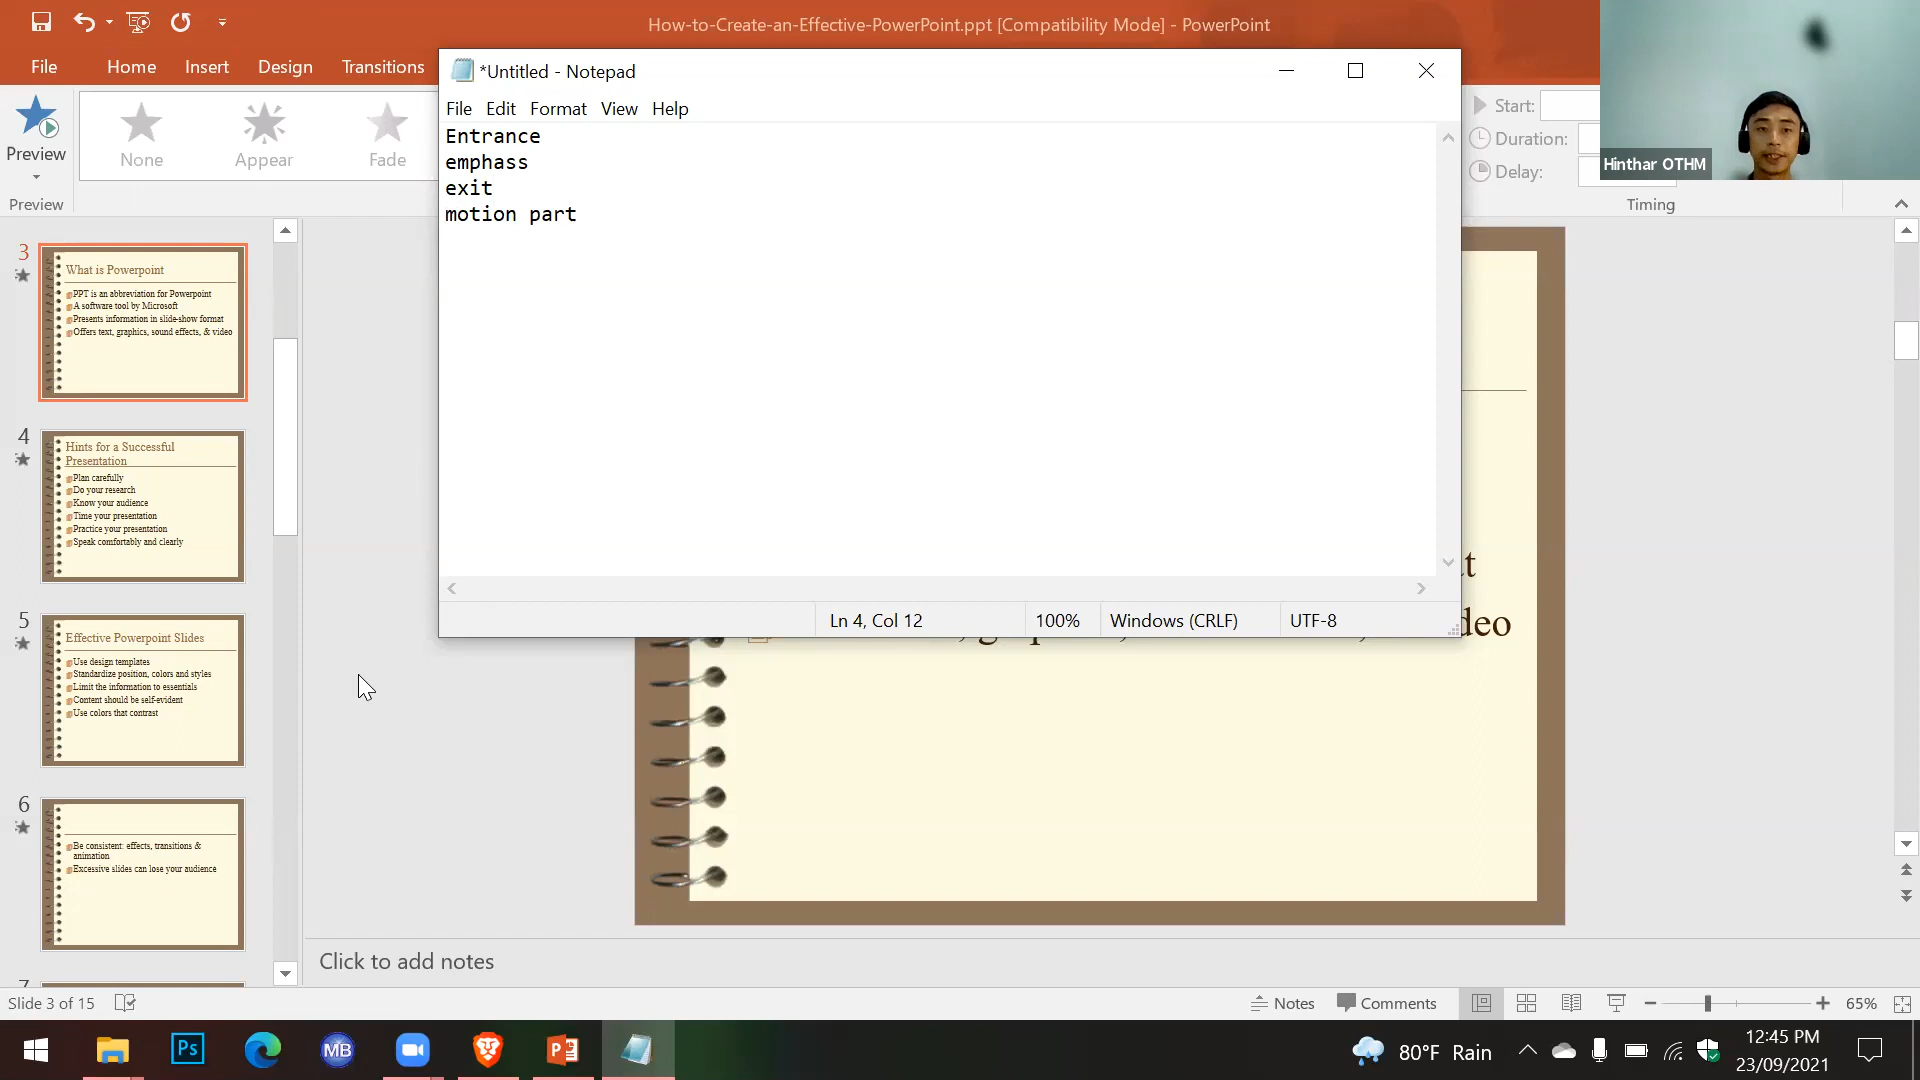 How-to-Create-an-Effective-PowerPoint.ppt [Compatibility Mode] - PowerPoint
File
Home
Insert
Design
Transitions
*Untitled - Notepad
File Edit Format View Help
Entrance
emphass
exit
motion part
Ln 4, Col 12
100%
Windows (CRLF)
UTF-8
Preview
Preview
None
Appear
Fade
Start:
Duration:
Delay:
Timing
Hinthar OTHM
3
What is Powerpoint
PPT is an abbreviation for Powerpoint
A software tool by Microsoft
Presents information in slide-show format
Offers text, graphics, sound effects, & video
4
Hints for a Successful
Presentation
Plan carefully
Do your research
Know your audience
Time your presentation
Practice your presentation
Speak comfortably and clearly
5
Effective Powerpoint Slides
Use design templates
Standardize position, colors and styles
Limit the information to essentials
Content should be self-evident
Use colors that contrast
6
Be consistent: effects, transitions &
animation
Excessive slides can lose your audience
Click to add notes
Slide 3 of 15
Notes
Comments
65%
Ps
MB
80°F Rain
12:45 PM
23/09/2021